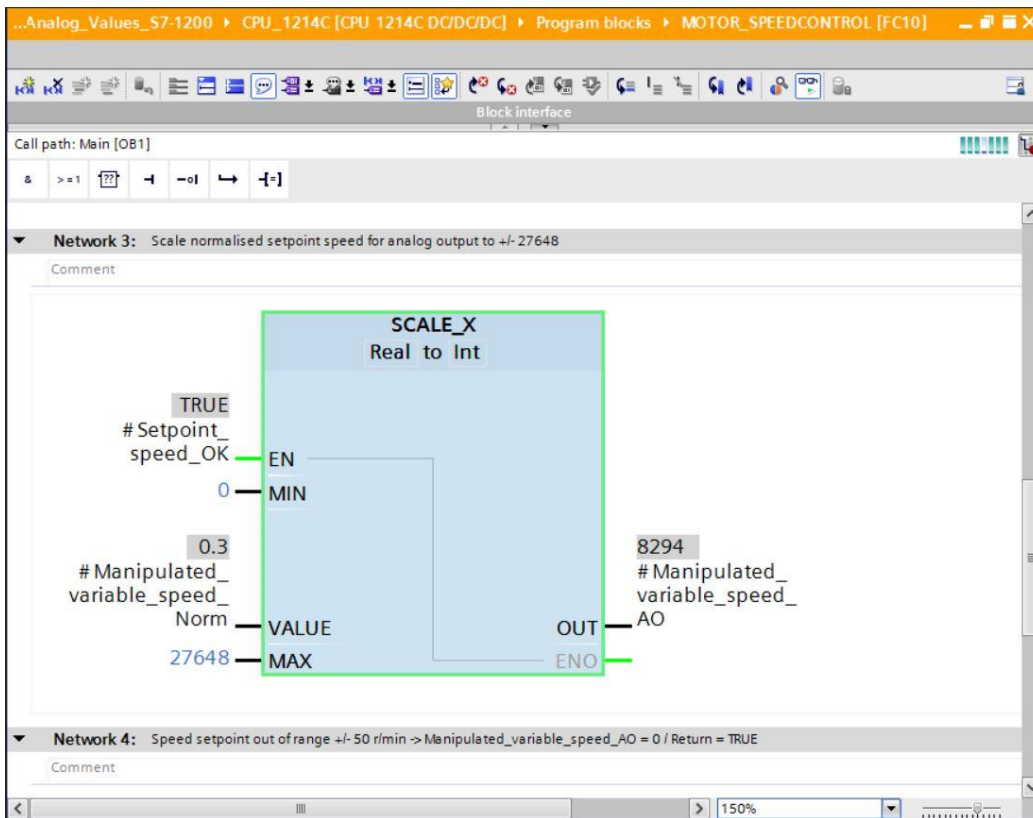 ...Analog_Values_S7-1200 ▸ CPU_1214C [CPU 1214C DC/DC/DC] ▸ Program blocks ▸ MOTOR_SPEEDCONTROL [FC10]
Block interface
Call path: Main [OB1]
& >=1 ??
Network 3: Scale normalised setpoint speed for analog output to +/- 27648
Comment
SCALE_X
Real to Int
TRUE
#Setpoint_
speed_OK
EN
0
MIN
0.3
#Manipulated_
variable_speed_
Norm
VALUE
27648
MAX
8294
#Manipulated_
variable_speed_
AO
OUT
ENO
Network 4: Speed setpoint out of range +/- 50 r/min -> Manipulated_variable_speed_AO = 0 / Return = TRUE
Comment
150%